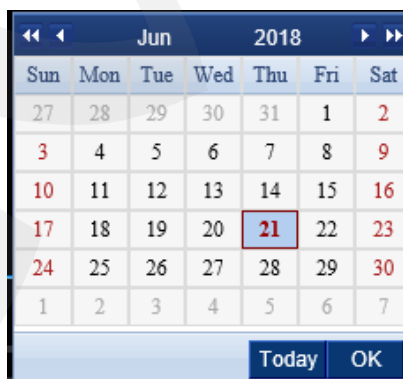 Jun 2018
Sun Mon Tue Wed Thu Fri Sat
27 28 29 30 31 1 2
3 4 5 6 7 8 9
10 11 12 13 14 15 16
17 18 19 20 21 22 23
24 25 26 27 28 29 30
1 2 3 4 5 6 7
Today OK